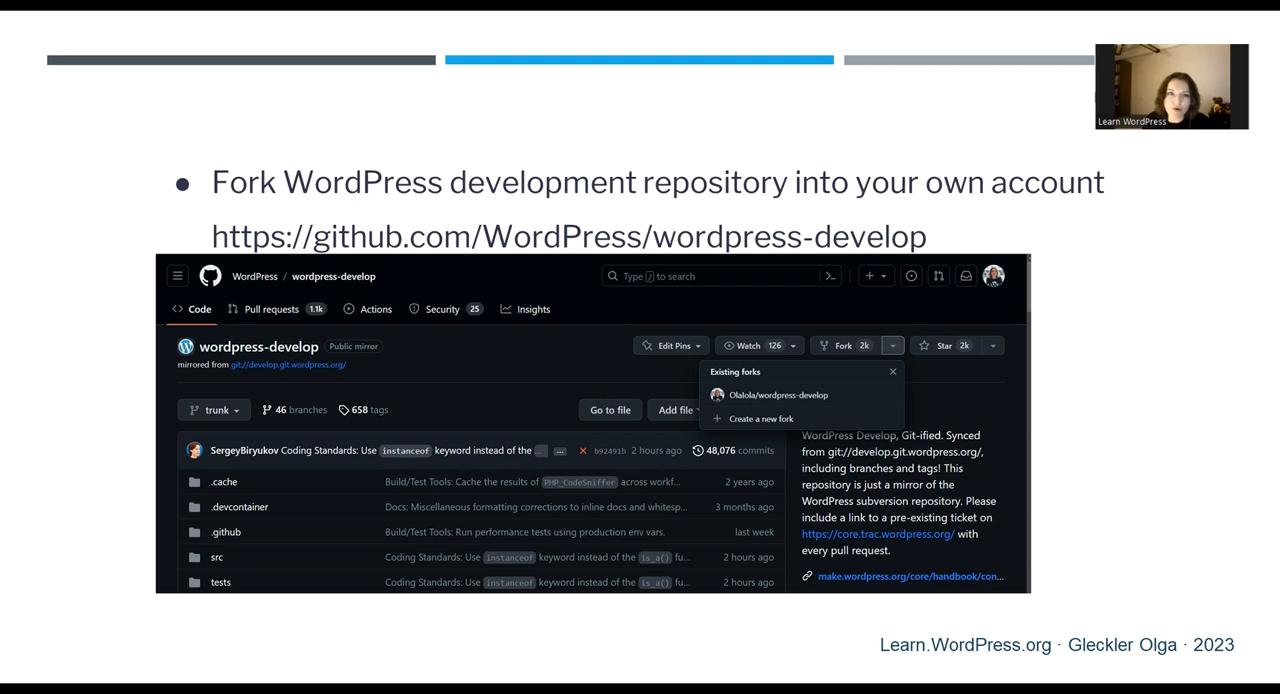 Learn WordPress
● Fork WordPress development repository into your own account
https://github.com/WordPress/wordpress-develop
WordPress / wordpress-develop
Type / to search
Code Pull requests 1.1k Actions Security 25 Insights
wordpress-develop Public mirror
Edit Pins Watch 126 Fork 2k Star 2k
mirrored from git://develop.git.wordpress.org/
Existing forks
Olalola/wordpress-develop
+ Create a new fork
trunk 46 branches 658 tags Go to file Add file
SergeyBiryukov Coding Standards: Use instanceof keyword instead of the ... b92491b 2 hours ago 48,076 commits
.cache Build/Test Tools: Cache the results of PHP_CodeSniffer across workf... 2 years ago
.devcontainer Docs: Miscellaneous formatting corrections to inline docs and whitesp... 3 months ago
.github Build/Test Tools: Run performance tests using production env vars. last week
src Coding Standards: Use instanceof keyword instead of the is_a() fu... 2 hours ago
tests Coding Standards: Use instanceof keyword instead of the is_a() fu... 2 hours ago
WordPress Develop, Git-ified. Synced
from git://develop.git.wordpress.org/,
including branches and tags! This
repository is just a mirror of the
WordPress subversion repository. Please
include a link to a pre-existing ticket on
https://core.trac.wordpress.org/ with
every pull request.
make.wordpress.org/core/handbook/con...
Learn.WordPress.org · Gleckler Olga · 2023